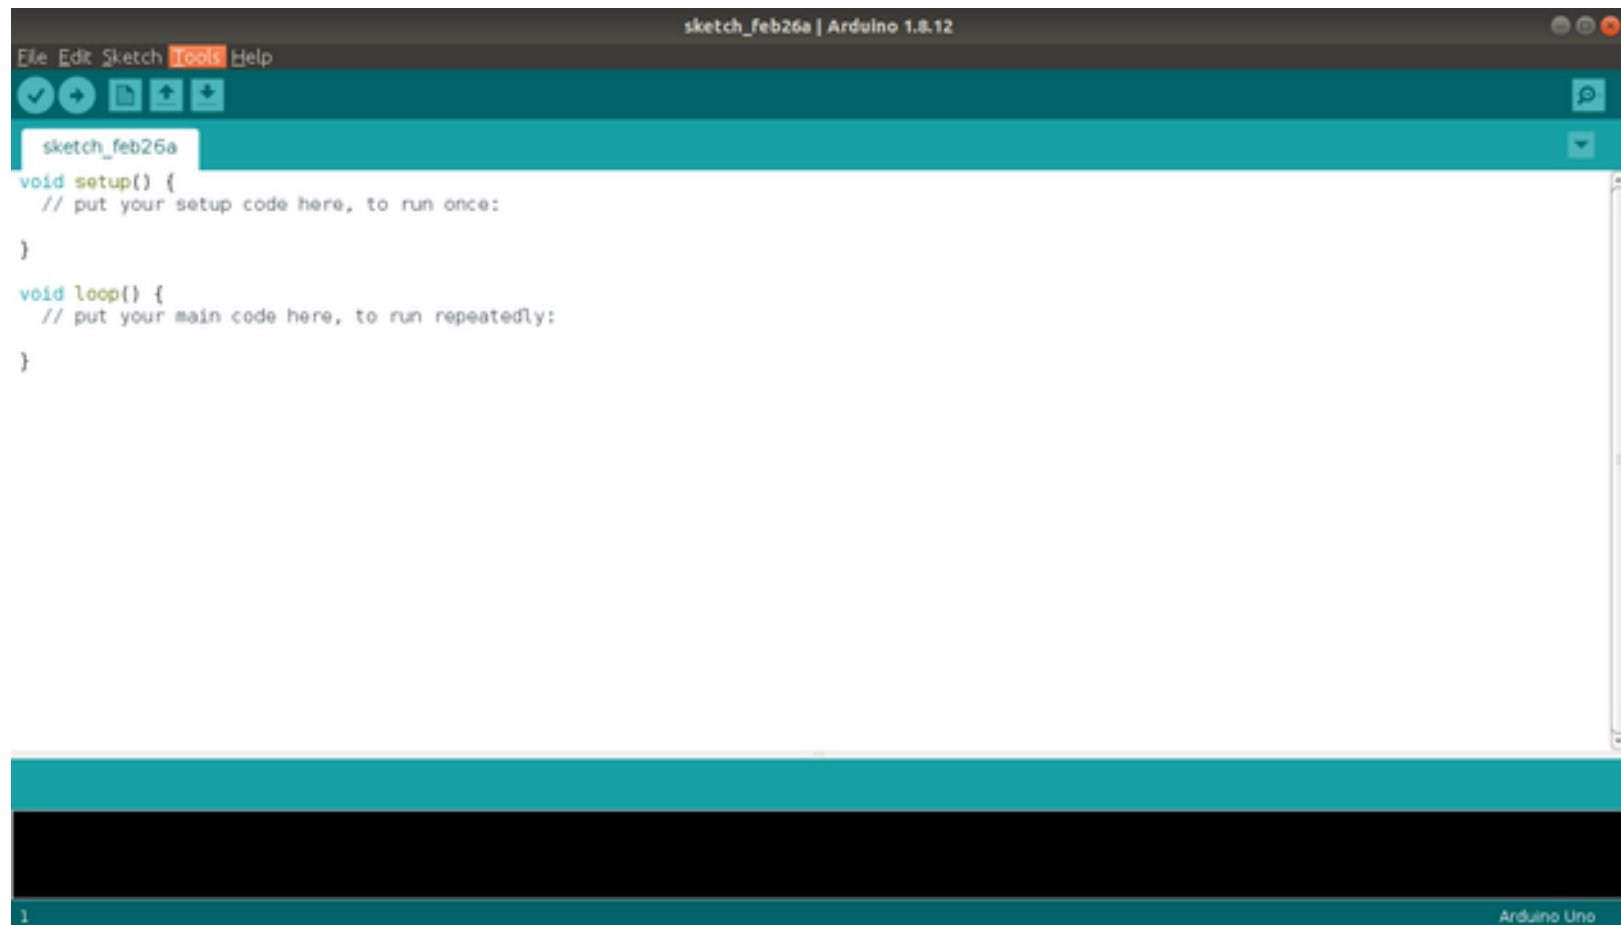 sketch_feb26a | Arduino 1.8.12
File Edit Sketch Tools Help
sketch_feb26a
void setup() {
  // put your setup code here, to run once:
}
void loop() {
  // put your main code here, to run repeatedly:
}
1
Arduino Uno